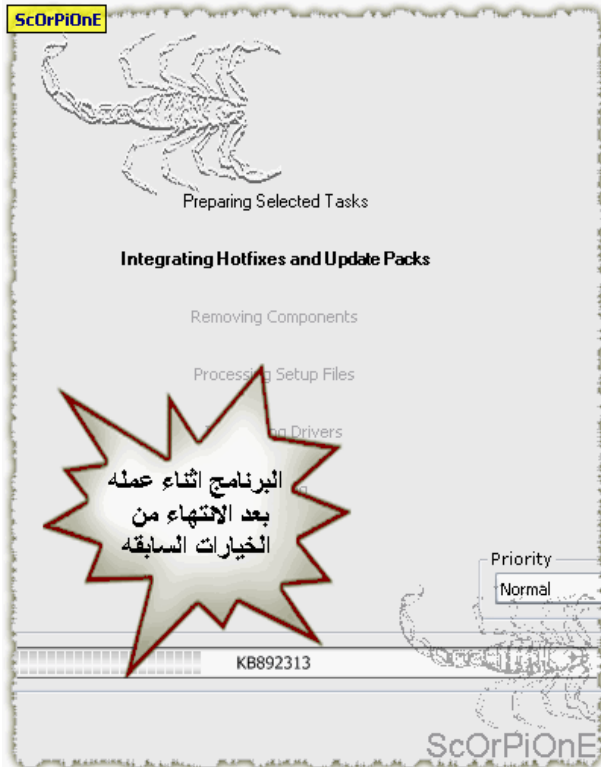 ScOrPiOnE
Preparing Selected Tasks
Integrating Hotfixes and Update Packs
Removing Components
Processing Setup Files
Drivers
البرنامج اثناء عمله
بعد الانتهاء من
الخيارات السابقه
Priority
Normal
KB892313
ScOrPiOnE